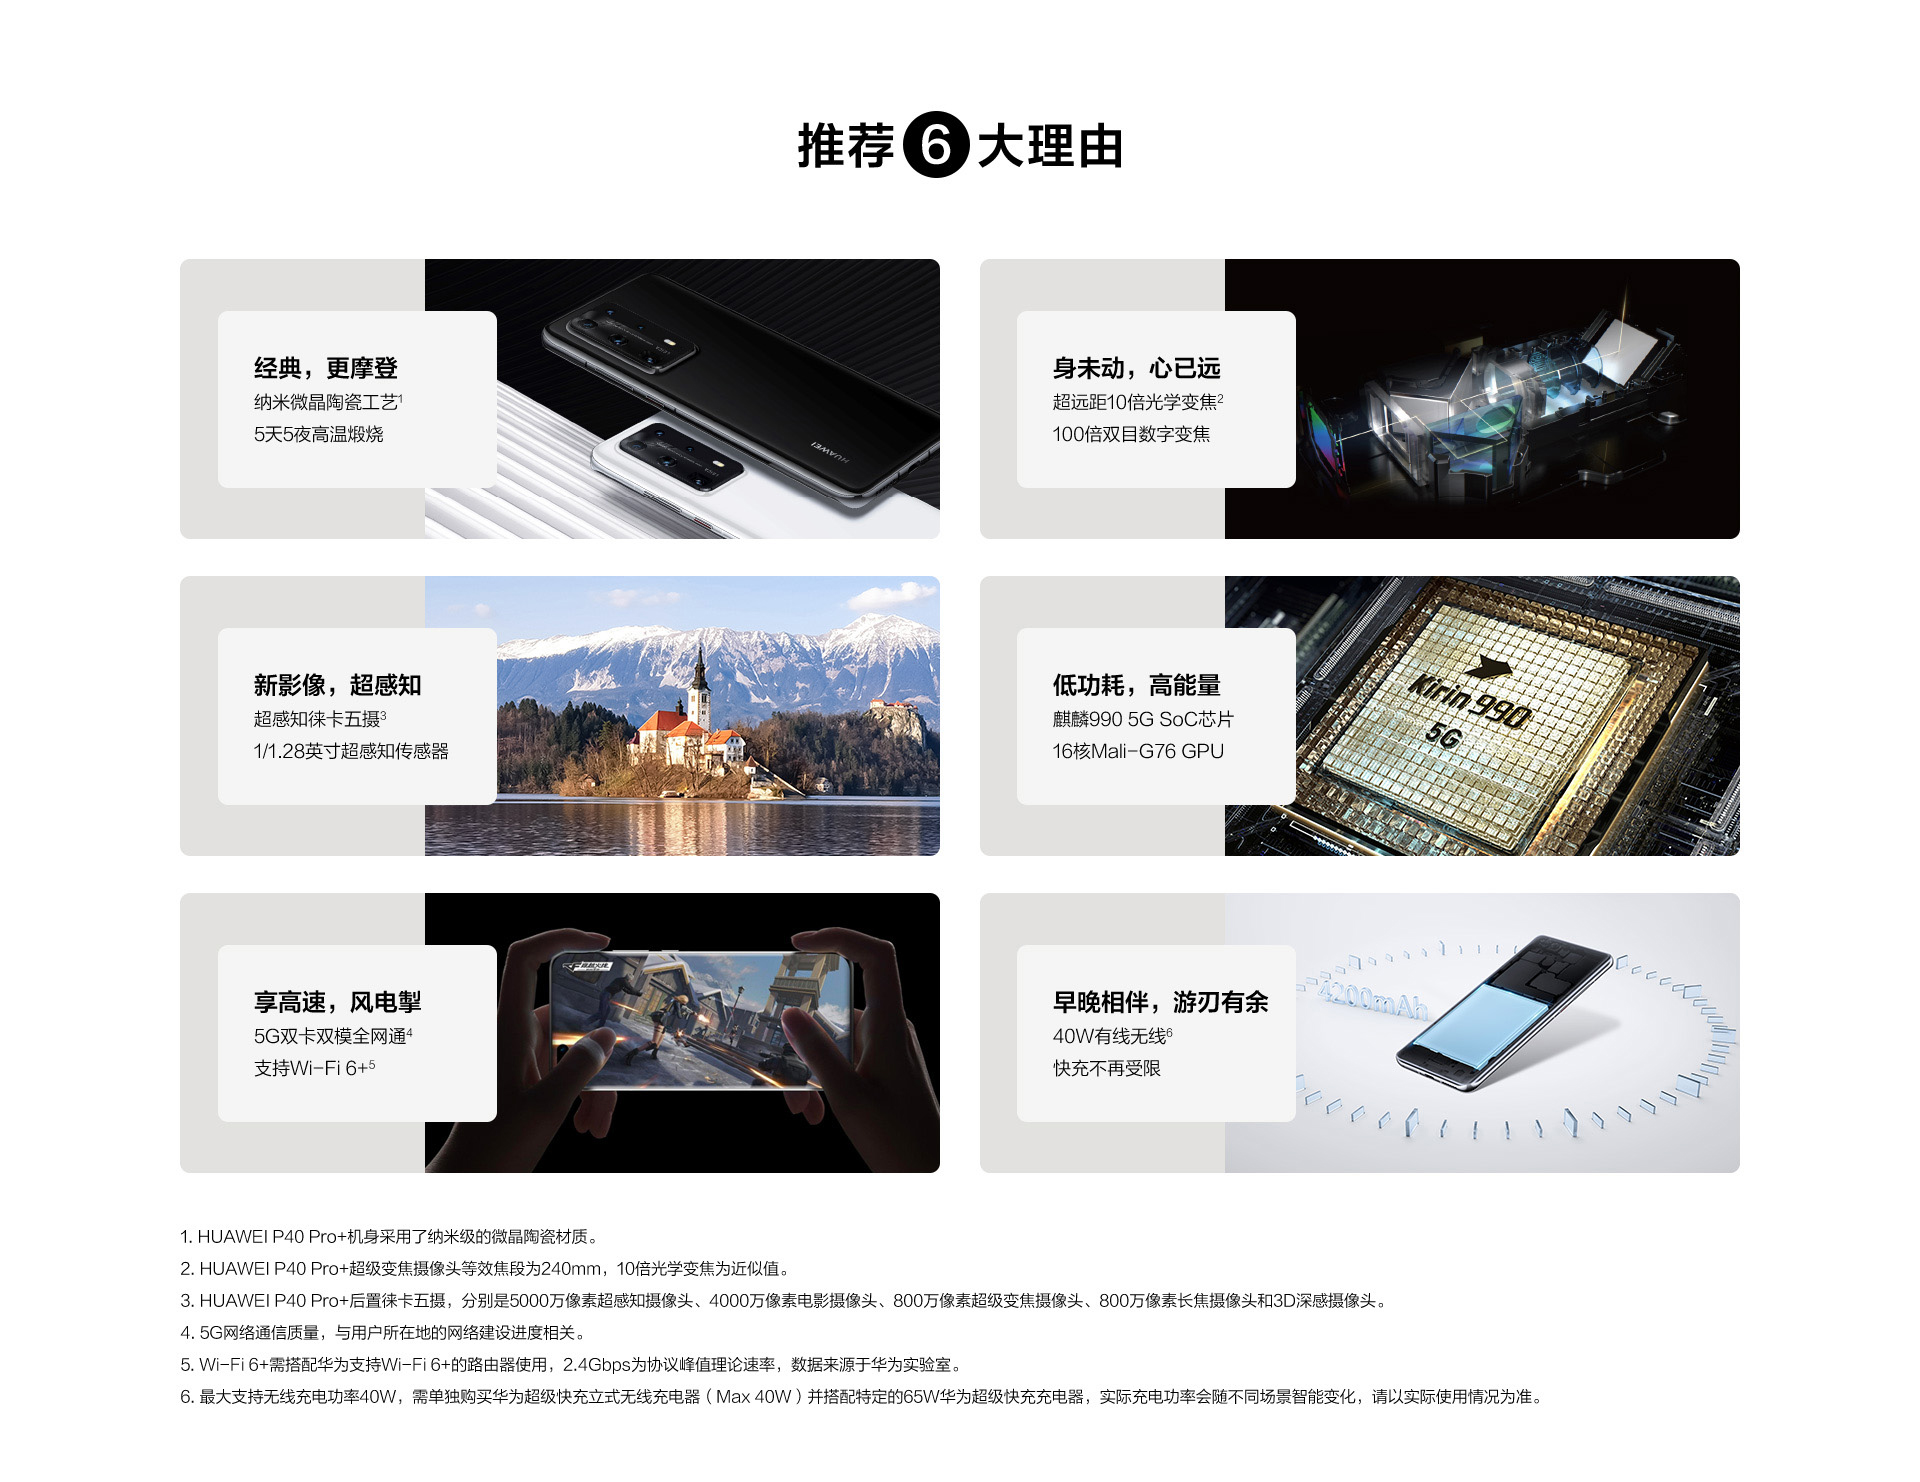 推荐6大理由
经典，更摩登
纳米微晶陶瓷工艺1
5天5夜高温煅烧
HUAWEI
身未动，心已远
超远距10倍光学变焦2
100倍双目数字变焦
新影像，超感知
超感知徕卡五摄3
1/1.28英寸超感知传感器
低功耗，高能量
麒麟990 5G SoC芯片
16核Mali-G76 GPU
Kirin 990
5G
享高速，风电掣
5G双卡双模全网通4
支持Wi-Fi 6+5
穿越火线
早晚相伴，游刃有余
40W有线无线6
快充不再受限
4200mAh
1. HUAWEI P40 Pro+机身采用了纳米级的微晶陶瓷材质。
2. HUAWEI P40 Pro+超级变焦摄像头等效焦段为240mm，10倍光学变焦为近似值。
3. HUAWEI P40 Pro+后置徕卡五摄，分别是5000万像素超感知摄像头、4000万像素电影摄像头、800万像素超级变焦摄像头、800万像素长焦摄像头和3D深感摄像头。
4. 5G网络通信质量，与用户所在地的网络建设进度相关。
5. Wi-Fi 6+需搭配华为支持Wi-Fi 6+的路由器使用，2.4Gbps为协议峰值理论速率，数据来源于华为实验室。
6. 最大支持无线充电功率40W，需单独购买华为超级快充立式无线充电器（Max 40W）并搭配特定的65W华为超级快充充电器，实际充电功率会随不同场景智能变化，请以实际使用情况为准。